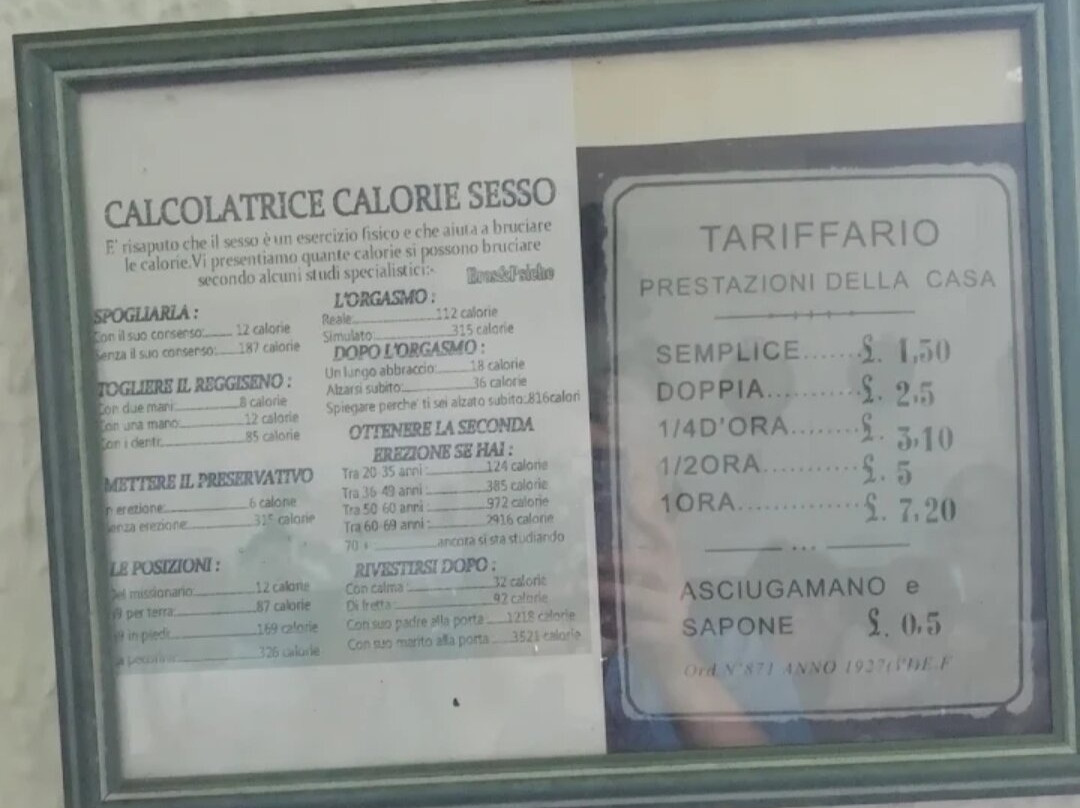 CALCOLATRICE CALORIE SESSO
E' risaputo che il sesso è un esercizio fisico e che aiuta a bruciare
le calorie.Vi presentiamo quante calorie si possono bruciare
secondo alcuni studi specialistici:-
Eros&Psiche
SPOGLIARLA :
Con il suo consenso:...... 12 calorie
Senza il suo consenso:.....187 calorie
TOGLIERE IL REGGISENO :
Con due mani:..............8 calorie
Con una mano:..............12 calorie
Con i denti:...............85 calorie
METTERE IL PRESERVATIVO
n erezione:................6 calorie
enza erezione:.............315 calorie
LE POSIZIONI :
del missionario............12 calorie
69 per terra:..............87 calorie
69 in piedi:...............169 calorie
a pecorina.................326 calorie
L'ORGASMO :
Reale:.....................112 calorie
Simulato:..................315 calorie
DOPO L'ORGASMO :
Un lungo abbraccio:........18 calorie
Alzarsi subito:............36 calorie
Spiegare perche' ti sei alzato subito:.816calori
OTTENERE LA SECONDA
EREZIONE SE HAI :
Tra 20-35 anni :...........124 calorie
Tra 36-49 anni :...........385 calorie
Tra 50-60 anni :...........972 calorie
Tra 60-69 anni :...........2916 calorie
70 + ............ancora si sta studiando
RIVESTIRSI DOPO :
Con calma :................32 calorie
Di fretta :................92 calorie
Con suo padre alla porta ....1218 calorie
Con suo marito alla porta ....3521 calorie
TARIFFARIO
PRESTAZIONI DELLA CASA
SEMPLICE......£. 1,50
DOPPIA...........£. 2,5
1/4D'ORA........£. 3,10
1/2ORA...........£. 5
1ORA..............£. 7,20
ASCIUGAMANO e
SAPONE £. 0,5
Ord.N°871 ANNO 1927(VI)E.F